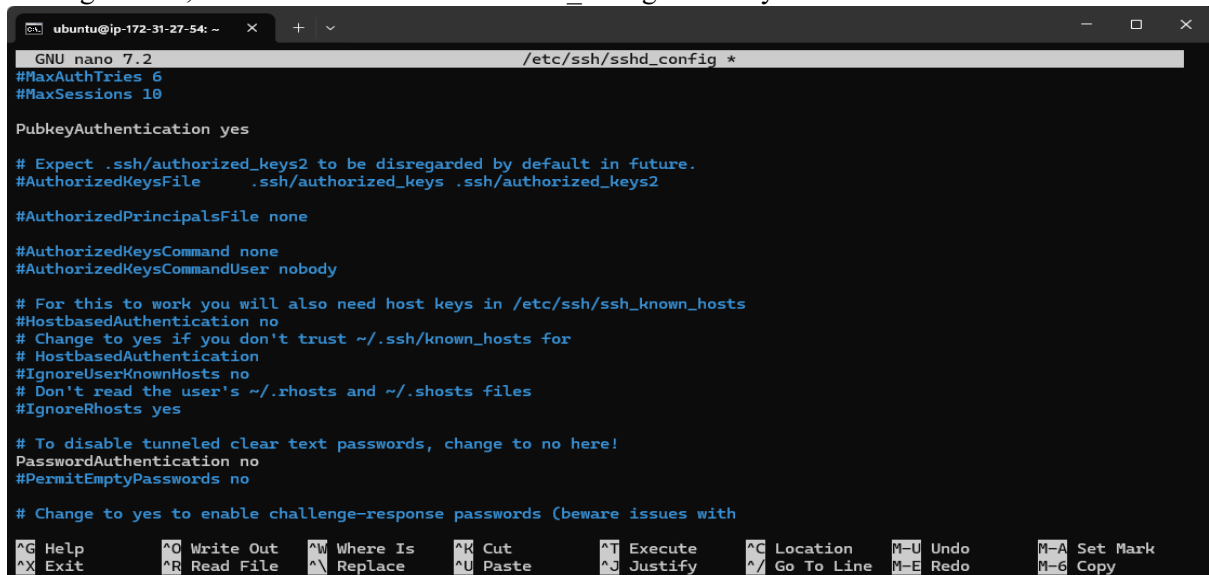 ubuntu@ip-172-31-27-54: ~
GNU nano 7.2 /etc/ssh/sshd_config *
#MaxAuthTries 6
#MaxSessions 10
PubkeyAuthentication yes
# Expect .ssh/authorized_keys2 to be disregarded by default in future.
#AuthorizedKeysFile .ssh/authorized_keys .ssh/authorized_keys2
#AuthorizedPrincipalsFile none
#AuthorizedKeysCommand none
#AuthorizedKeysCommandUser nobody
# For this to work you will also need host keys in /etc/ssh/ssh_known_hosts
#HostbasedAuthentication no
# Change to yes if you don't trust ~/.ssh/known_hosts for
# HostbasedAuthentication
#IgnoreUserKnownHosts no
# Don't read the user's ~/.rhosts and ~/.shosts files
#IgnoreRhosts yes
# To disable tunneled clear text passwords, change to no here!
PasswordAuthentication no
#PermitEmptyPasswords no
# Change to yes to enable challenge-response passwords (beware issues with
^G Help ^O Write Out ^W Where Is ^K Cut ^T Execute ^C Location M-U Undo M-A Set Mark
^X Exit ^R Read File ^\ Replace ^U Paste ^J Justify ^/ Go To Line M-E Redo M-6 Copy